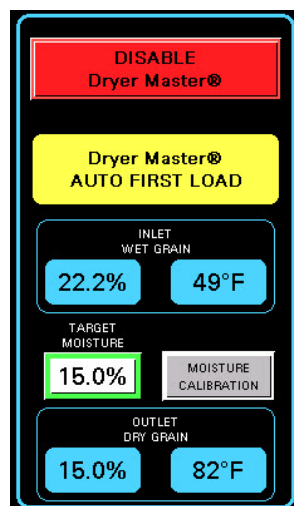 DISABLE
Dryer Master®
Dryer Master®
AUTO FIRST LOAD
INLET
WET GRAIN
22.2% 49°F
TARGET
MOISTURE
15.0%
MOISTURE
CALIBRATION
OUTLET
DRY GRAIN
15.0% 82°F